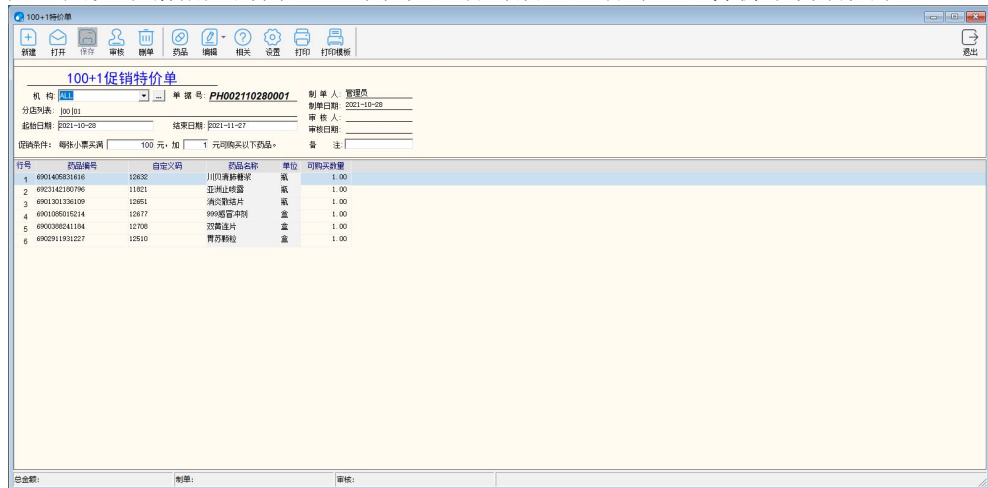 100+1特价单
新建 打开 保存 审核 删单 药品 编辑 相关 设置 打印 打印模板 退出
100+1促销特价单
机 构: ALL ... 单 据 号: PH002110280001 制 单 人: 管理员
制单日期: 2021-10-28
分店列表: |00|01 审 核 人:
起始日期: 2021-10-28 结束日期: 2021-11-27 审核日期:
促销条件: 每张小票买满 100 元,加 1 元可购买以下药品。 备 注:
行号 药品编号 自定义码 药品名称 单位 可购买数量
1 6901405831616 12632 川贝清肺糖浆 瓶 1.00
2 6923142180796 11821 亚洲止咳露 瓶 1.00
3 6901301336109 12651 消炎散结片 瓶 1.00
4 6901085015214 12677 999感冒冲剂 盒 1.00
5 6900388241184 12708 双黄连片 盒 1.00
6 6902911931227 12510 胃苏颗粒 盒 1.00
总金额: 制单: 审核: